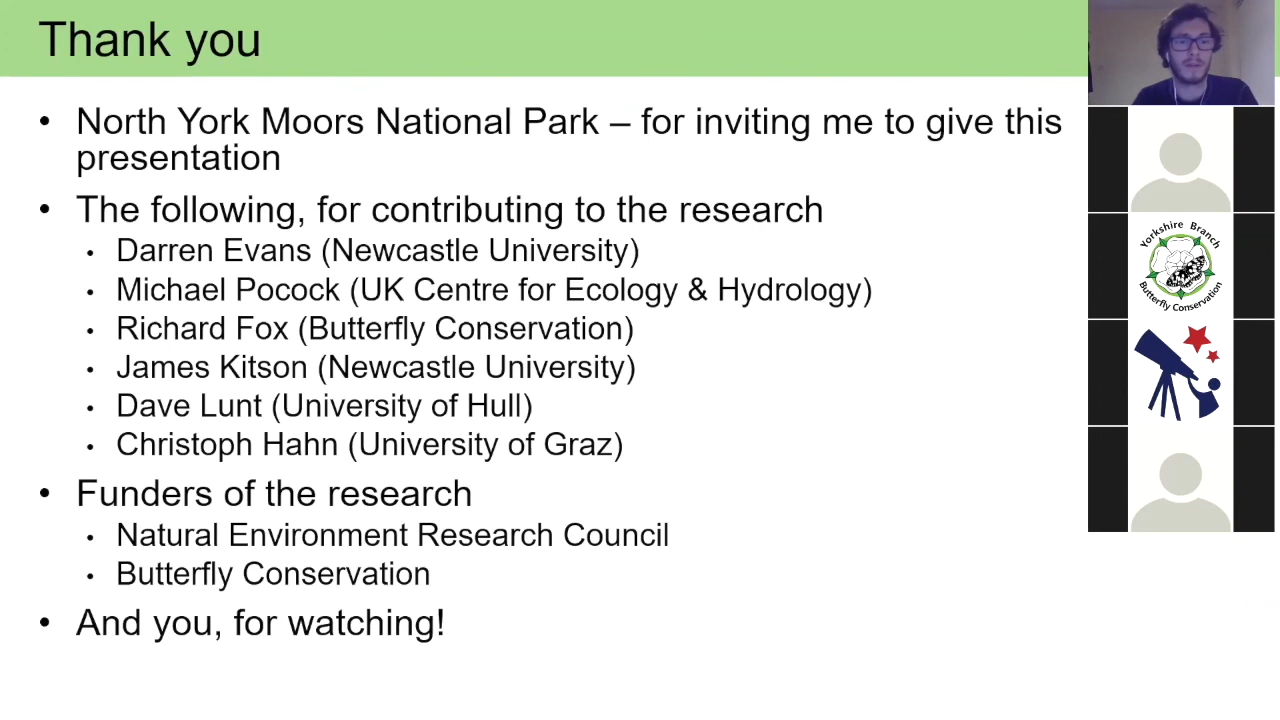 Thank you
• North York Moors National Park – for inviting me to give this
presentation
• The following, for contributing to the research
• Darren Evans (Newcastle University)
• Michael Pocock (UK Centre for Ecology & Hydrology)
• Richard Fox (Butterfly Conservation)
• James Kitson (Newcastle University)
• Dave Lunt (University of Hull)
• Christoph Hahn (University of Graz)
• Funders of the research
• Natural Environment Research Council
• Butterfly Conservation
• And you, for watching!
Yorkshire Branch
Butterfly Conservation